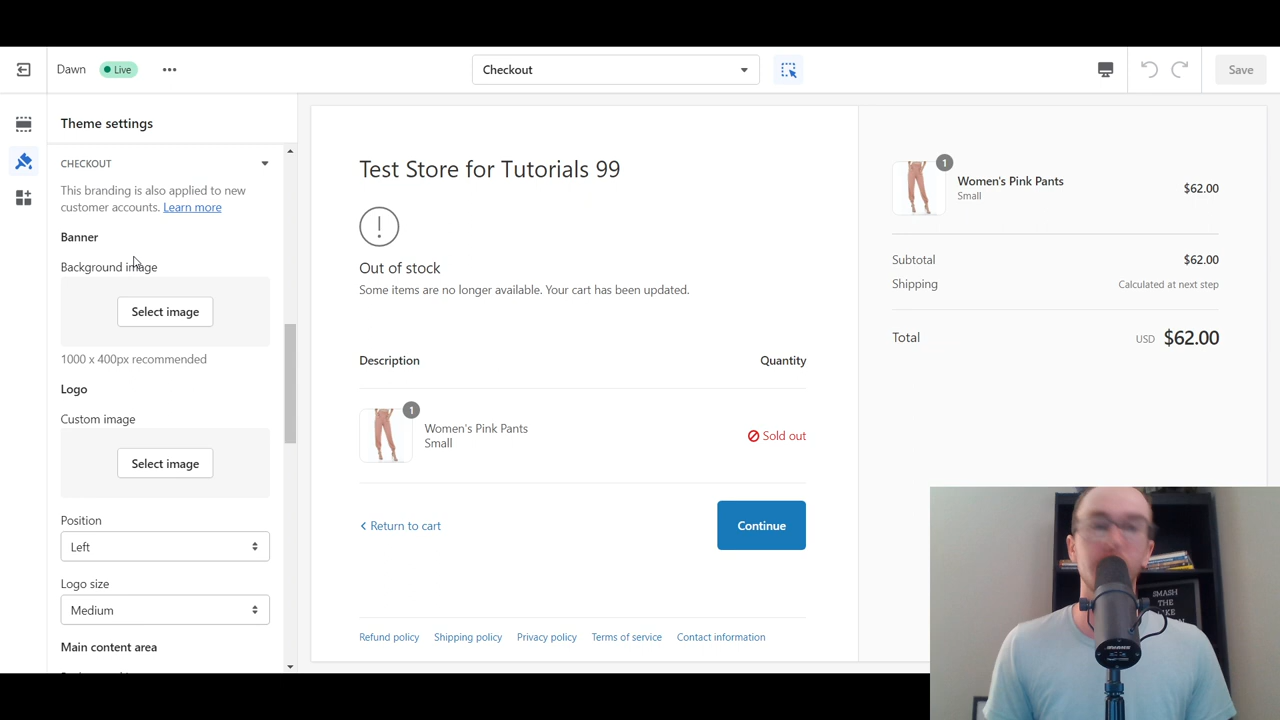 Dawn
Live
Checkout
Save
Theme settings
CHECKOUT
This branding is also applied to new
customer accounts. Learn more
Banner
Background image
Select image
1000 x 400px recommended
Logo
Custom image
Select image
Position
Left
Logo size
Medium
Main content area
Test Store for Tutorials 99
Out of stock
Some items are no longer available. Your cart has been updated.
Description Quantity
1
Women's Pink Pants
Small
Sold out
Return to cart
Continue
Refund policy Shipping policy Privacy policy Terms of service Contact information
1
Women's Pink Pants
Small
$62.00
Subtotal $62.00
Shipping Calculated at next step
Total USD $62.00
SMASH
THE
LIKE